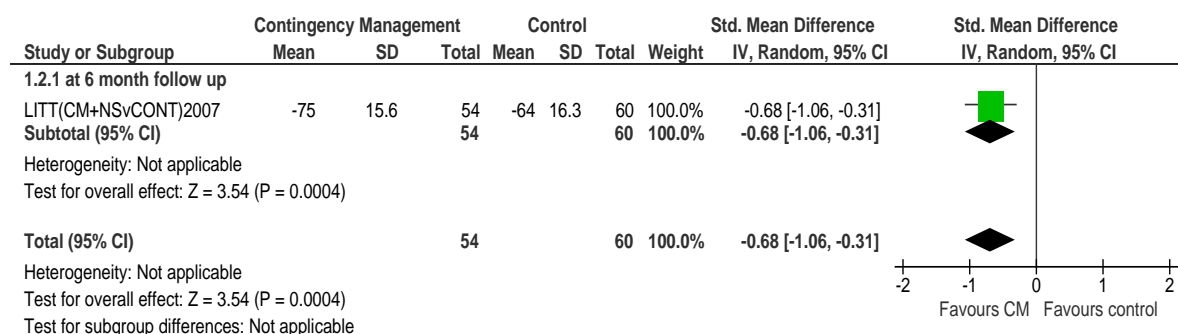 Contingency Management Control Std. Mean Difference Std. Mean Difference
Study or Subgroup Mean SD Total Mean SD Total Weight IV, Random, 95% CI IV, Random, 95% CI
1.2.1 at 6 month follow up
LITT(CM+NSvCONT)2007 -75 15.6 54 -64 16.3 60 100.0% -0.68 [-1.06, -0.31]
Subtotal (95% CI) 54 60 100.0% -0.68 [-1.06, -0.31]
Heterogeneity: Not applicable
Test for overall effect: Z = 3.54 (P = 0.0004)
Total (95% CI) 54 60 100.0% -0.68 [-1.06, -0.31]
Heterogeneity: Not applicable
Test for overall effect: Z = 3.54 (P = 0.0004)
Test for subgroup differences: Not applicable
-2 -1 0 1 2
Favours CM Favours control